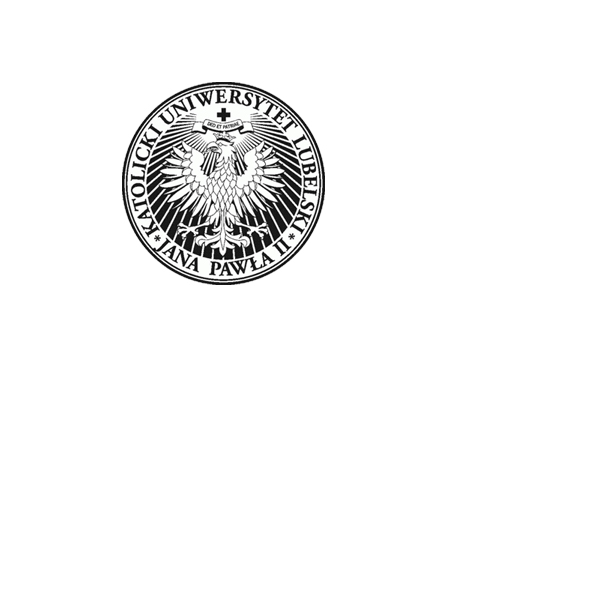 KATOLICKI UNIWERSYTET LUBELSKI
* JANA PAWŁA II *
DEO ET PATRIAE